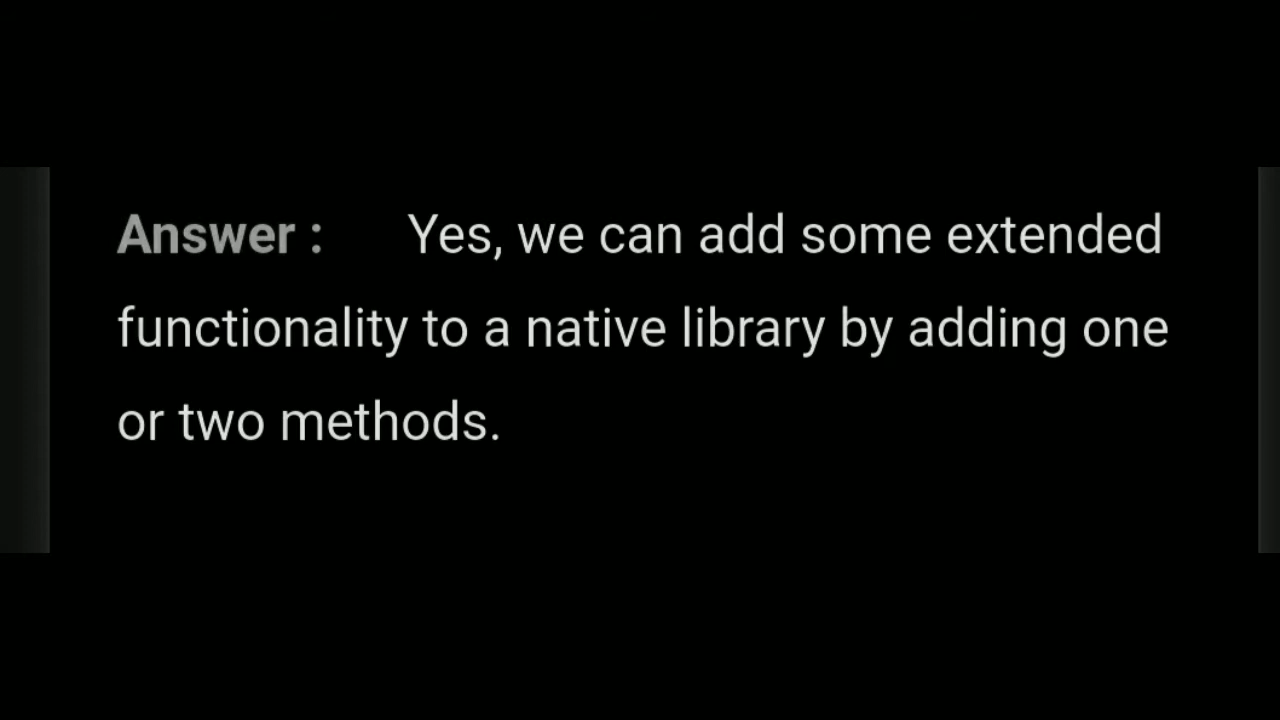 Answer : Yes, we can add some extended
functionality to a native library by adding one
or two methods.